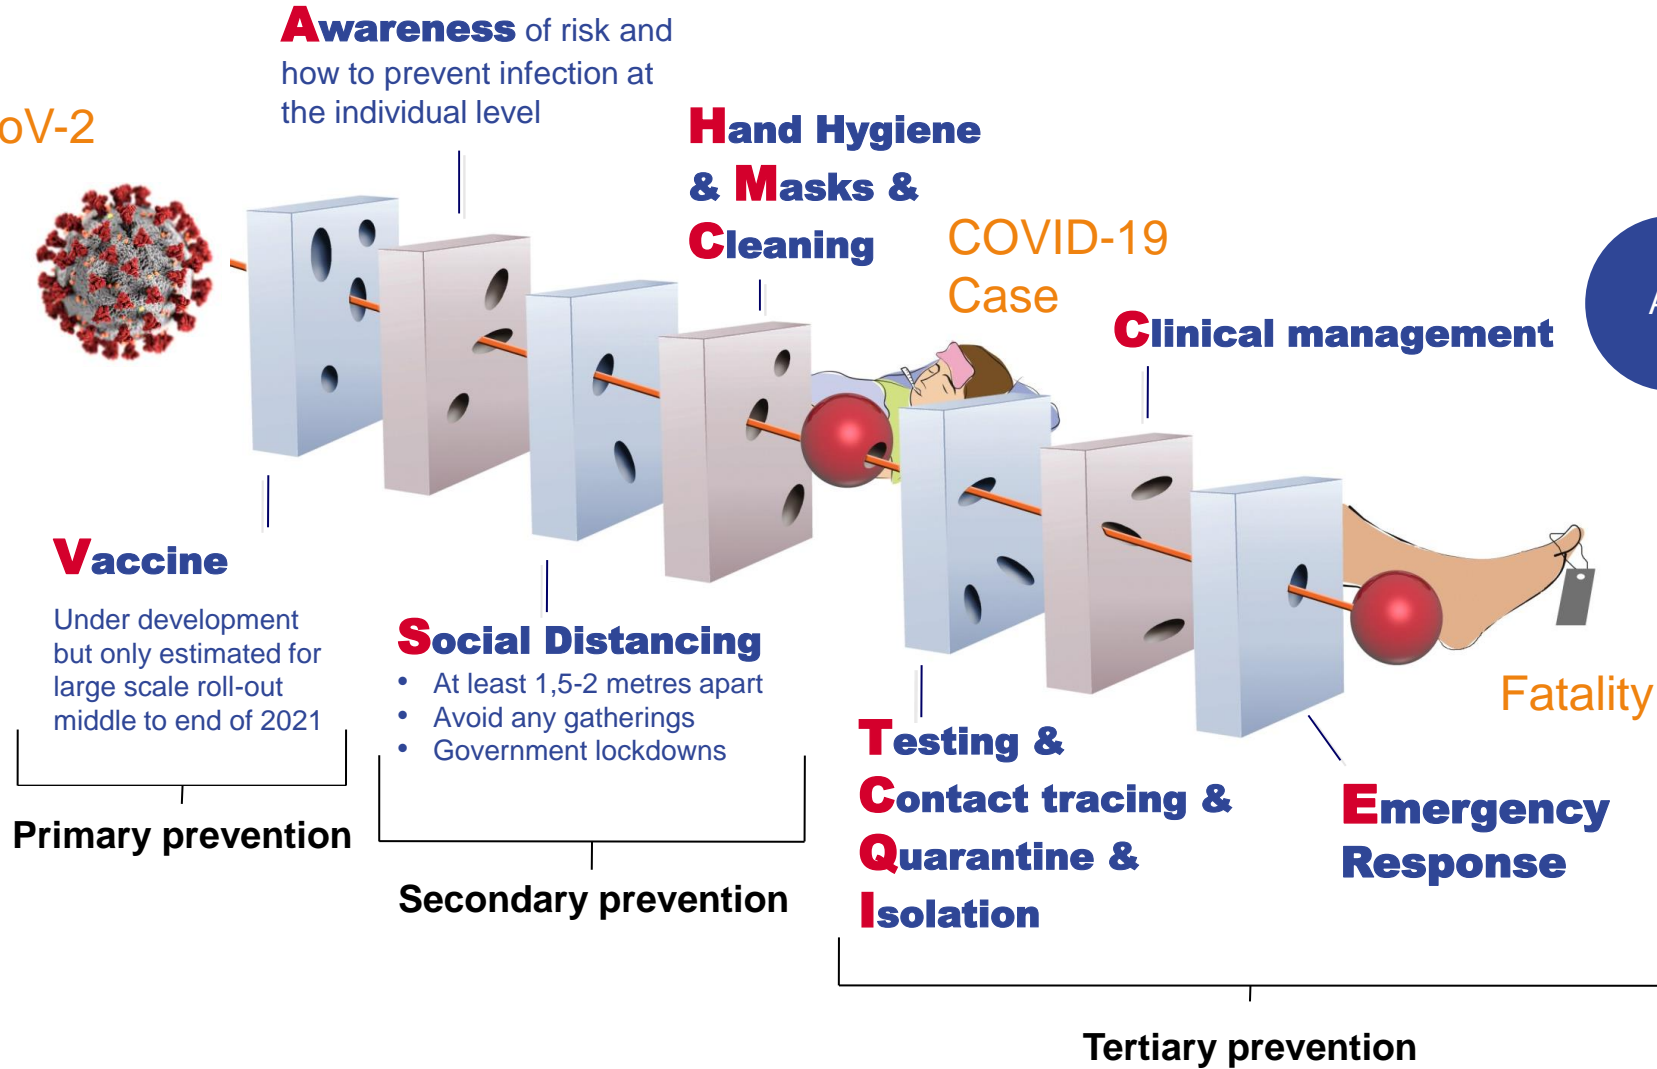 Awareness of risk and
how to prevent infection at
the individual level
oV-2
Hand Hygiene
& Masks &
Cleaning
COVID-19
Case
Clinical management
A
Vaccine
Under development
but only estimated for
large scale roll-out
middle to end of 2021
Social Distancing
• At least 1,5-2 metres apart
• Avoid any gatherings
• Government lockdowns
Fatality
Testing &
Contact tracing &
Quarantine &
Isolation
Emergency
Response
Primary prevention
Secondary prevention
Tertiary prevention